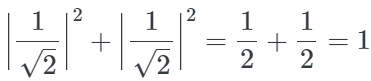 |1/√2|² + |1/√2|² = 1/2 + 1/2 = 1